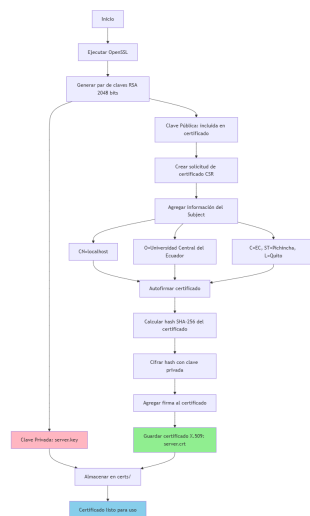 Inicio
Ejecutar OpenSSL
Generar par de claves RSA
2048 bits
Clave Pública: incluida en
certificado
Crear solicitud de
certificado CSR
Agregar información del
Subject
CN=localhost
O=Universidad Central del
Ecuador
C=EC, ST=Pichincha,
L=Quito
Autofirmar certificado
Calcular hash SHA-256 del
certificado
Cifrar hash con clave
privada
Agregar firma al certificado
Clave Privada: server.key
Guardar certificado X.509:
server.crt
Almacenar en certs/
Certificado listo para uso